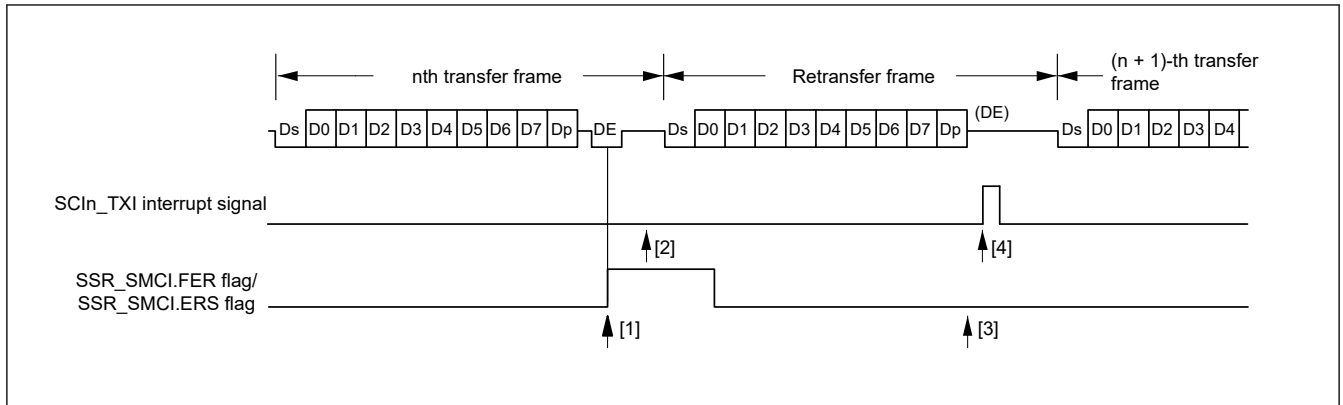 nth transfer frame
Retransfer frame
(n + 1)-th transfer
frame
(DE)
Ds D0 D1 D2 D3 D4 D5 D6 D7 Dp DE Ds D0 D1 D2 D3 D4 D5 D6 D7 Dp Ds D0 D1 D2 D3 D4
SCIn_TXI interrupt signal
[2] [4]
SSR_SMCI.FER flag/
SSR_SMCI.ERS flag
[1] [3]